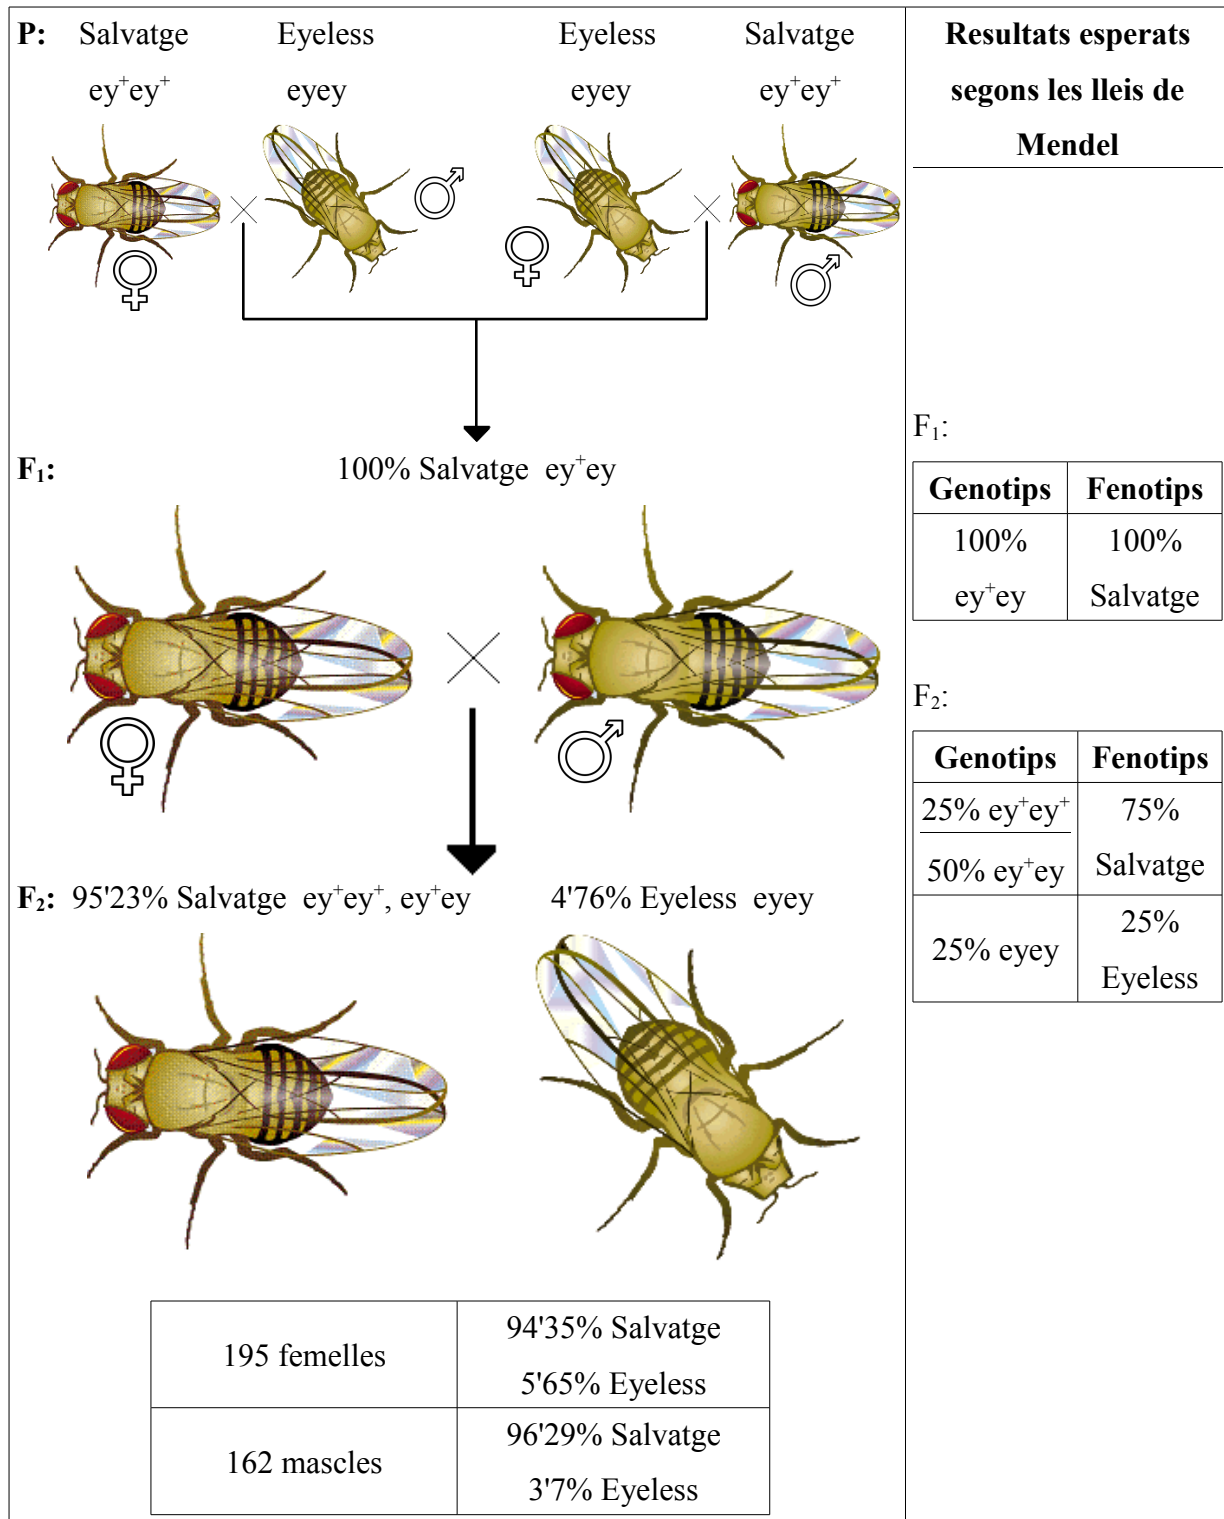 P: Salvatge Eyeless Eyeless Salvatge
ey⁺ey⁺ eyey eyey ey⁺ey⁺
F₁: 100% Salvatge ey⁺ey
F₂: 95'23% Salvatge ey⁺ey⁺, ey⁺ey 4'76% Eyeless eyey
195 femelles
94'35% Salvatge
5'65% Eyeless
162 mascles
96'29% Salvatge
3'7% Eyeless
Resultats esperats
segons les lleis de
Mendel
F₁:
Genotips Fenotips
100% 100%
ey⁺ey Salvatge
F₂:
Genotips Fenotips
25% ey⁺ey⁺ 75%
50% ey⁺ey Salvatge
25% eyey 25%
Eyeless